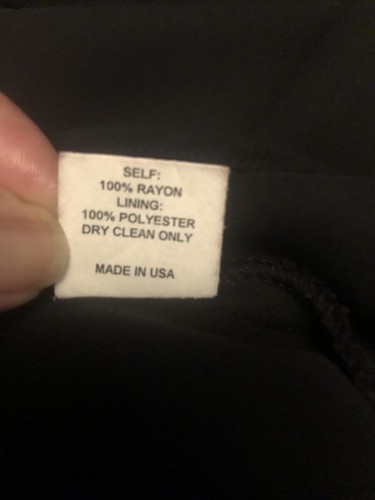 SELF:
100% RAYON
LINING:
100% POLYESTER
DRY CLEAN ONLY
MADE IN USA